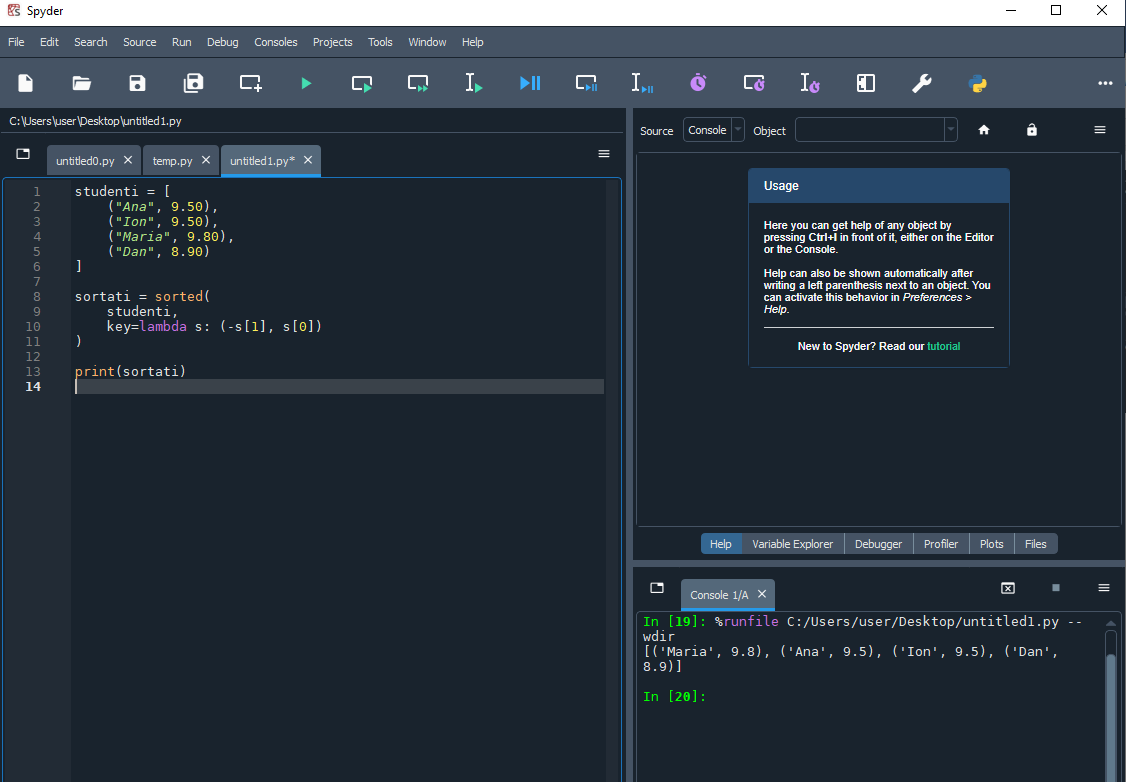 Spyder
File Edit Search Source Run Debug Consoles Projects Tools Window Help
C:\Users\user\Desktop\untitled1.py
untitled0.py temp.py untitled1.py*
1 studenti = [
2     ("Ana", 9.50),
3     ("Ion", 9.50),
4     ("Maria", 9.80),
5     ("Dan", 8.90)
6 ]
7
8 sortati = sorted(
9     studenti,
10     key=lambda s: (-s[1], s[0])
11 )
12
13 print(sortati)
14
Source Console Object
Usage
Here you can get help of any object by
pressing Ctrl+I in front of it, either on the Editor
or the Console.
Help can also be shown automatically after
writing a left parenthesis next to an object. You
can activate this behavior in Preferences >
Help.
New to Spyder? Read our tutorial
Help Variable Explorer Debugger Profiler Plots Files
Console 1/A
In [19]: %runfile C:/Users/user/Desktop/untitled1.py --
wdir
[('Maria', 9.8), ('Ana', 9.5), ('Ion', 9.5), ('Dan',
8.9)]
In [20]: